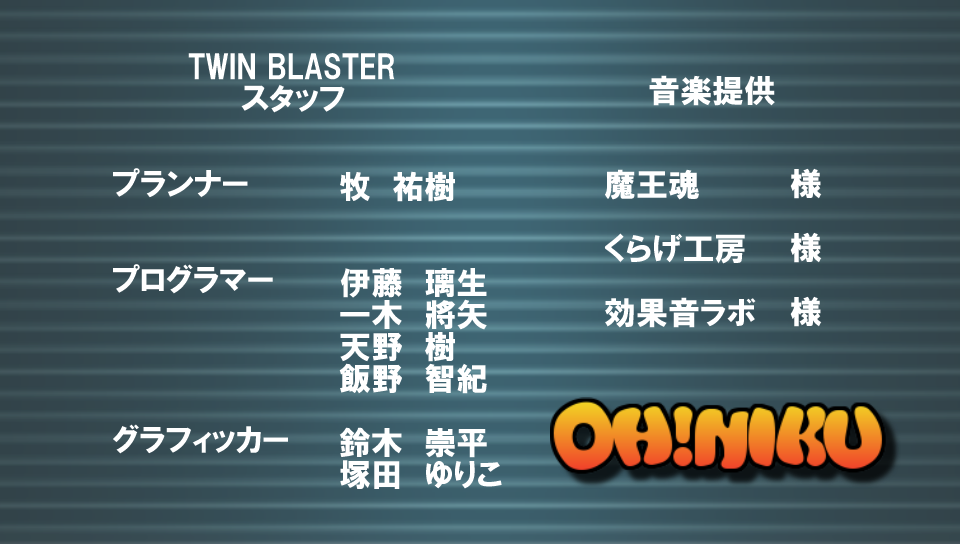 TWIN BLASTER
スタッフ
プランナー 牧 祐樹
プログラマー 伊藤 璃生
一木 將矢
天野 樹
飯野 智紀
グラフィッカー 鈴木 崇平
塚田 ゆりこ
音楽提供
魔王魂 様
くらげ工房 様
効果音ラボ 様
OH!NIKU